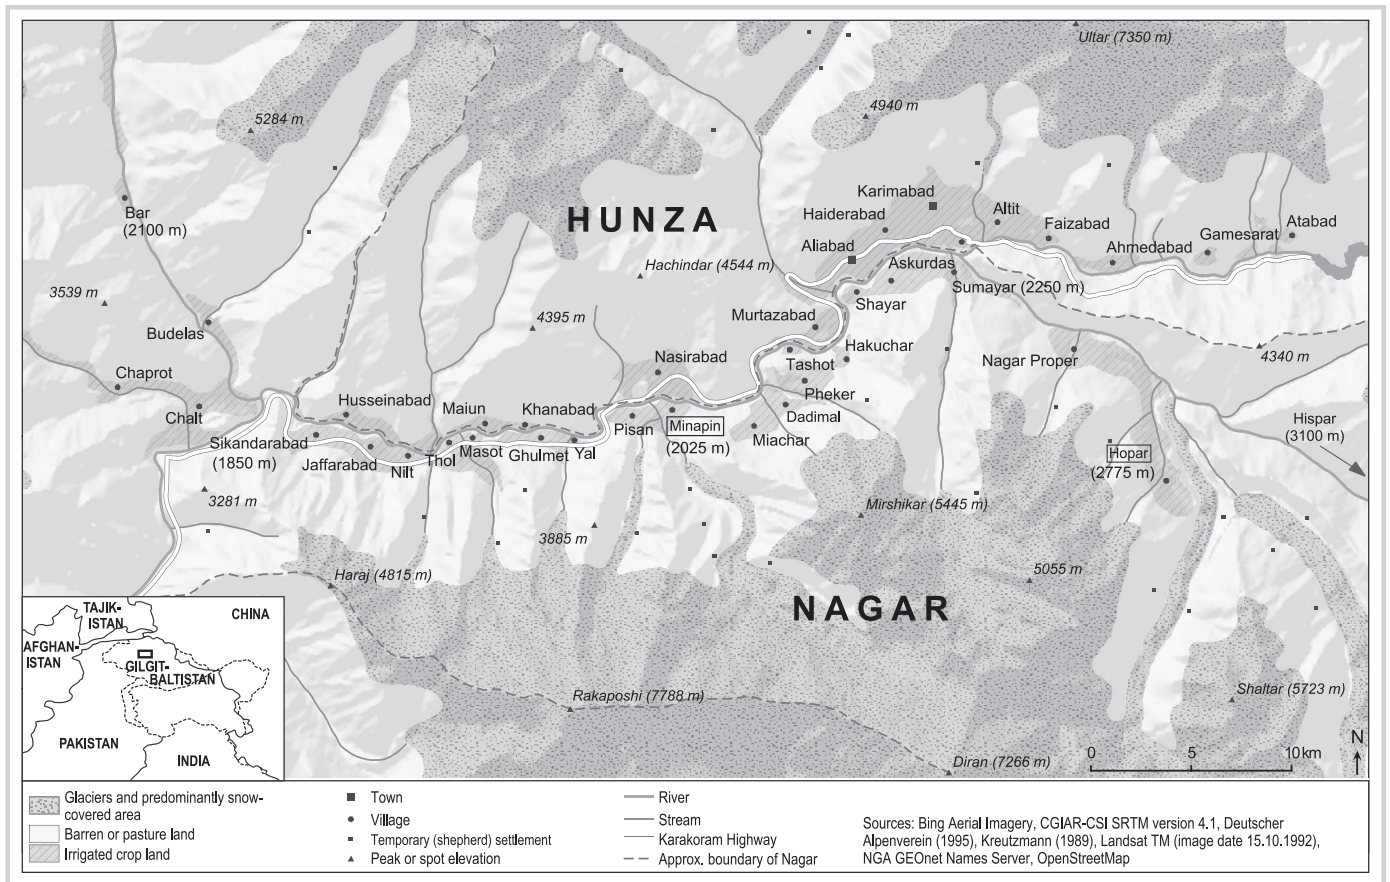 Ultar (7350 m)
5284 m
4940 m
Karimabad
Bar
(2100 m)
HUNZA
Haiderabad
Altit
Faizabad
Atabad
Gamesarat
Ahmedabad
Aliabad
Askurdas
Hachindar (4544 m)
Sumayar (2250 m)
3539 m
Shayar
Murtazabad
4395 m
Budelas
Hakuchar
Nasirabad
Nagar Proper
4340 m
Tashot
Chaprot
Pheker
Husseinabad
Maiun
Khanabad
Dadimal
Chalt
Hispar
(3100 m)
Pisan
Minapin
(2025 m)
Miachar
Sikandarabad
(1850 m)
Jaffarabad
Nilt
Thol
Masot
Ghulmet
Yal
Hopar
(2775 m)
3281 m
Mirshikar (5445 m)
3885 m
Haraj (4815 m)
5055 m
NAGAR
Rakaposhi (7788 m)
Shaltar (5723 m)
Diran (7266 m)
0 5 10 km
N
TAJIK-
ISTAN
CHINA
AFGHAN-
ISTAN
GILGIT-
BALTISTAN
PAKISTAN
INDIA
Glaciers and predominantly snow-
covered area
Barren or pasture land
Irrigated crop land
Town
Village
Temporary (shepherd) settlement
Peak or spot elevation
River
Stream
Karakoram Highway
Approx. boundary of Nagar
Sources: Bing Aerial Imagery, CGIAR-CSI SRTM version 4.1, Deutscher
Alpenverein (1995), Kreutzmann (1989), Landsat TM (image date 15.10.1992),
NGA GEOnet Names Server, OpenStreetMap